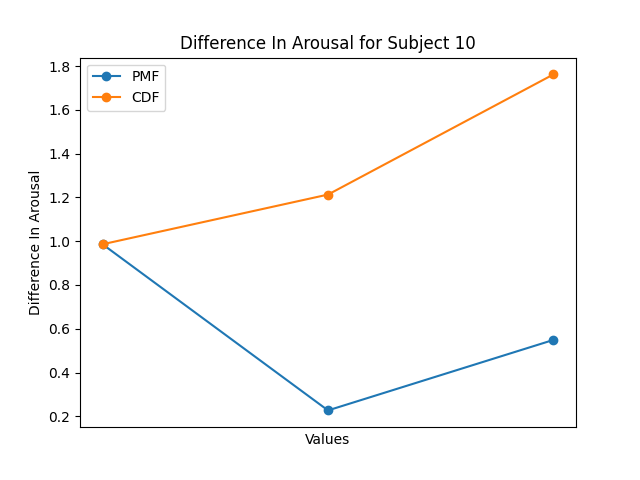 Difference In Arousal for Subject 10
PMF
CDF
Difference In Arousal
1.8
1.6
1.4
1.2
1.0
0.8
0.6
0.4
0.2
Values